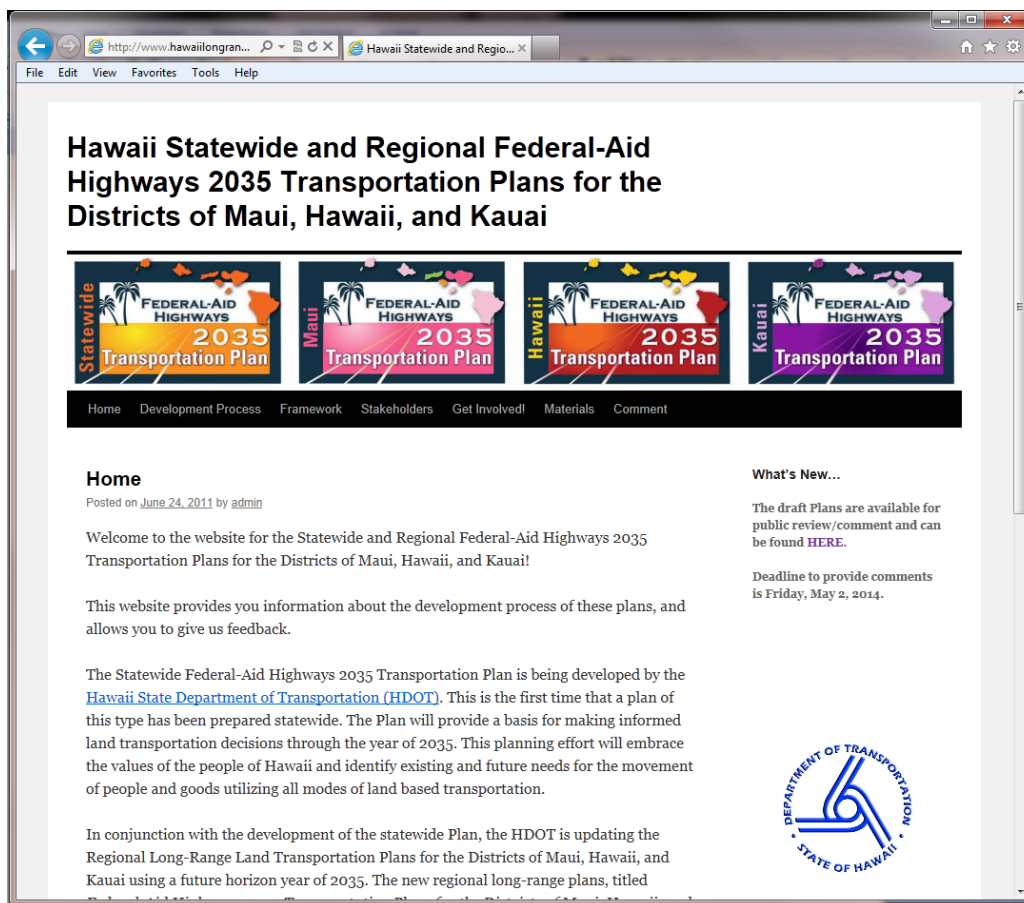 http://www.hawaiilongran...
Hawaii Statewide and Regio...
File Edit View Favorites Tools Help
Hawaii Statewide and Regional Federal-Aid
Highways 2035 Transportation Plans for the
Districts of Maui, Hawaii, and Kauai
Statewide
FEDERAL-AID
HIGHWAYS
2035
Transportation Plan
Maui
FEDERAL-AID
HIGHWAYS
2035
Transportation Plan
Hawaii
FEDERAL-AID
HIGHWAYS
2035
Transportation Plan
Kauai
FEDERAL-AID
HIGHWAYS
2035
Transportation Plan
Home Development Process Framework Stakeholders Get Involved! Materials Comment
Home
Posted on June 24, 2011 by admin
Welcome to the website for the Statewide and Regional Federal-Aid Highways 2035
Transportation Plans for the Districts of Maui, Hawaii, and Kauai!
This website provides you information about the development process of these plans, and
allows you to give us feedback.
The Statewide Federal-Aid Highways 2035 Transportation Plan is being developed by the
Hawaii State Department of Transportation (HDOT). This is the first time that a plan of
this type has been prepared statewide. The Plan will provide a basis for making informed
land transportation decisions through the year of 2035. This planning effort will embrace
the values of the people of Hawaii and identify existing and future needs for the movement
of people and goods utilizing all modes of land based transportation.
In conjunction with the development of the statewide Plan, the HDOT is updating the
Regional Long-Range Land Transportation Plans for the Districts of Maui, Hawaii, and
Kauai using a future horizon year of 2035. The new regional long-range plans, titled
What's New...
The draft Plans are available for
public review/comment and can
be found HERE.
Deadline to provide comments
is Friday, May 2, 2014.
DEPARTMENT OF TRANSPORTATION
STATE OF HAWAII